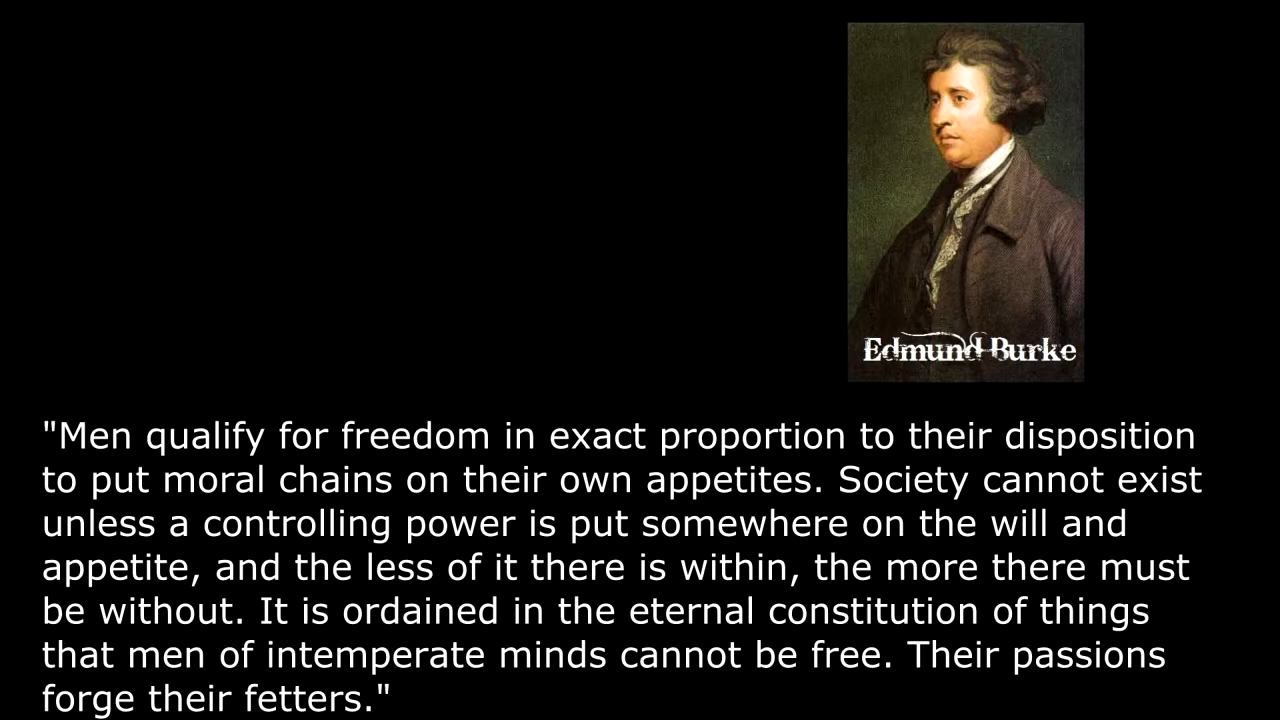 Edmund Burke
"Men qualify for freedom in exact proportion to their disposition
to put moral chains on their own appetites. Society cannot exist
unless a controlling power is put somewhere on the will and
appetite, and the less of it there is within, the more there must
be without. It is ordained in the eternal constitution of things
that men of intemperate minds cannot be free. Their passions
forge their fetters."